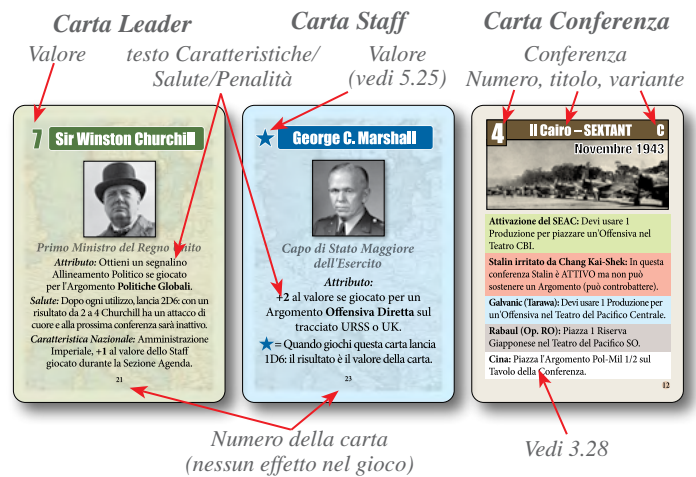 Carta Leader
Carta Staff
Carta Conferenza
Valore
testo Caratteristiche/
Salute/Penalità
Valore
(vedi 5.25)
Conferenza
Numero, titolo, variante
7 Sir Winston Churchill
Primo Ministro del Regno Unito
Attributo: Ottieni un segnalino
Allineamento Politico se giocato
per l'Argomento Politiche Globali.
Salute: Dopo ogni utilizzo, lancia 2D6: con un
risultato da 2 a 4 Churchill ha un attacco di
cuore e alla prossima conferenza sarà inattivo.
Caratteristica Nazionale: Amministrazione
Imperiale, +1 al valore dello Staff
giocato durante la Sezione Agenda.
21
George C. Marshall
Capo di Stato Maggiore
dell'Esercito
Attributo:
+2 al valore se giocato per un
Argomento Offensiva Diretta sul
tracciato URSS o UK.
★= Quando giochi questa carta lancia
1D6: il risultato è il valore della carta.
23
4 Il Cairo – SEXTANT C
Novembre 1943
Attivazione del SEAC: Devi usare 1
Produzione per piazzare un'Offensiva nel
Teatro CBI.
Stalin irritato da Chang Kai-Shek: In questa
conferenza Stalin è ATTIVO ma non può
sostenere un Argomento (può controbattere).
Galvanic (Tarawa): Devi usare 1 Produzione per
un'Offensiva nel Teatro del Pacifico Centrale.
Rabaul (Op. RO): Piazza 1 Riserva
Giapponese nel Teatro del Pacifico SO.
Cina: Piazza l'Argomento Pol-Mil 1/2 sul
Tavolo della Conferenza.
12
Numero della carta
(nessun effetto nel gioco)
Vedi 3.28